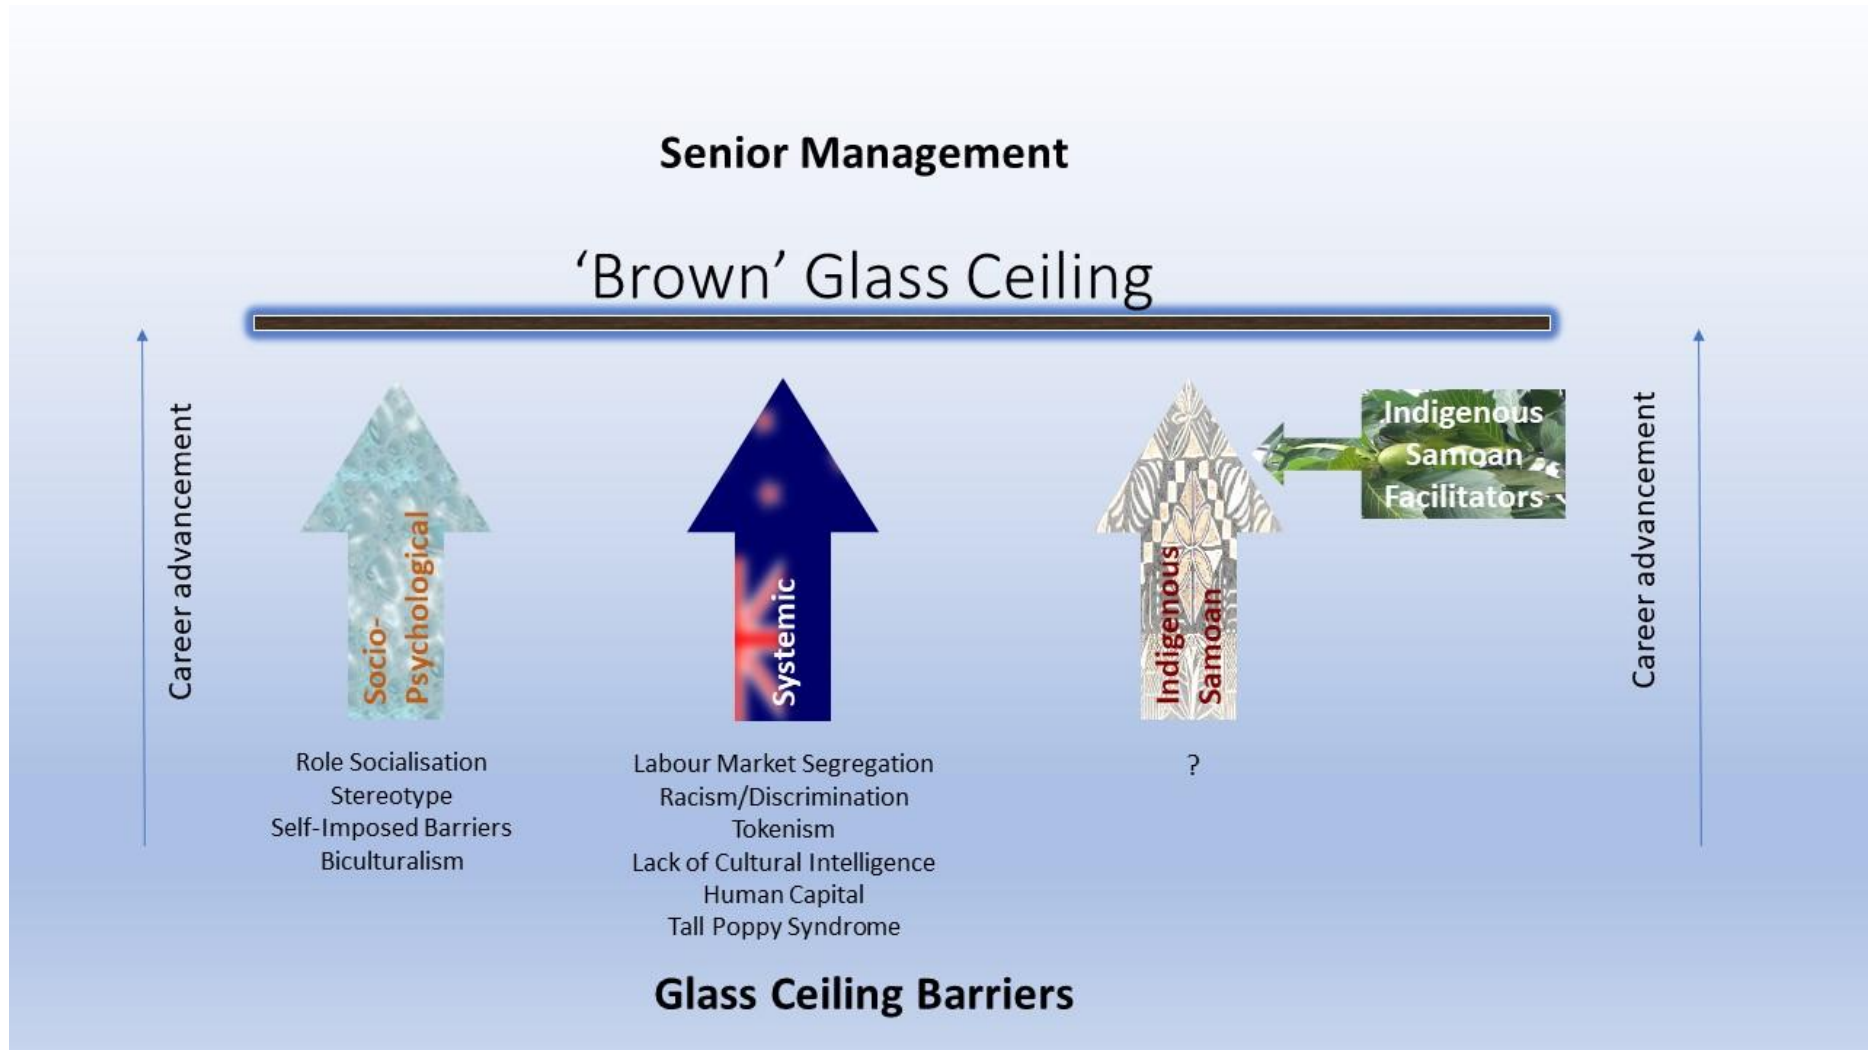 Senior Management
‘Brown’ Glass Ceiling
Career advancement
Socio-
Psychological
Systemic
Indigenous
Samoan
Indigenous
Samoan
Facilitators
Career advancement
Role Socialisation
Stereotype
Self-Imposed Barriers
Biculturalism
Labour Market Segregation
Racism/Discrimination
Tokenism
Lack of Cultural Intelligence
Human Capital
Tall Poppy Syndrome
?
Glass Ceiling Barriers